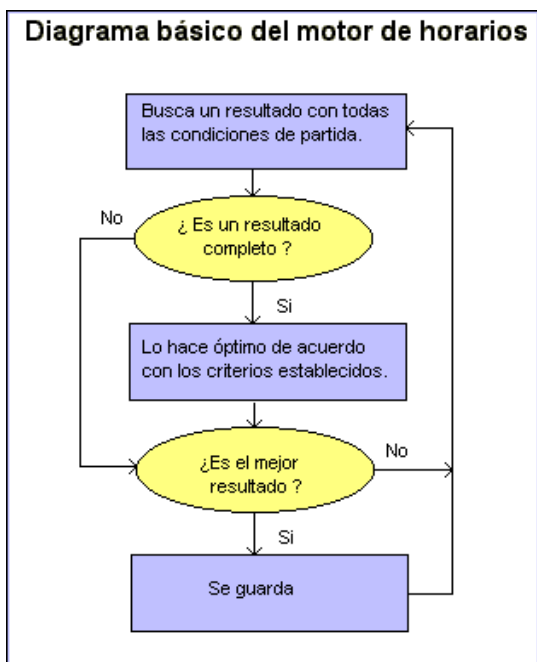 Diagrama básico del motor de horarios
Busca un resultado con todas
las condiciones de partida.
No
¿ Es un resultado
completo ?
Si
Lo hace óptimo de acuerdo
con los criterios establecidos.
¿Es el mejor
resultado ?
No
Si
Se guarda